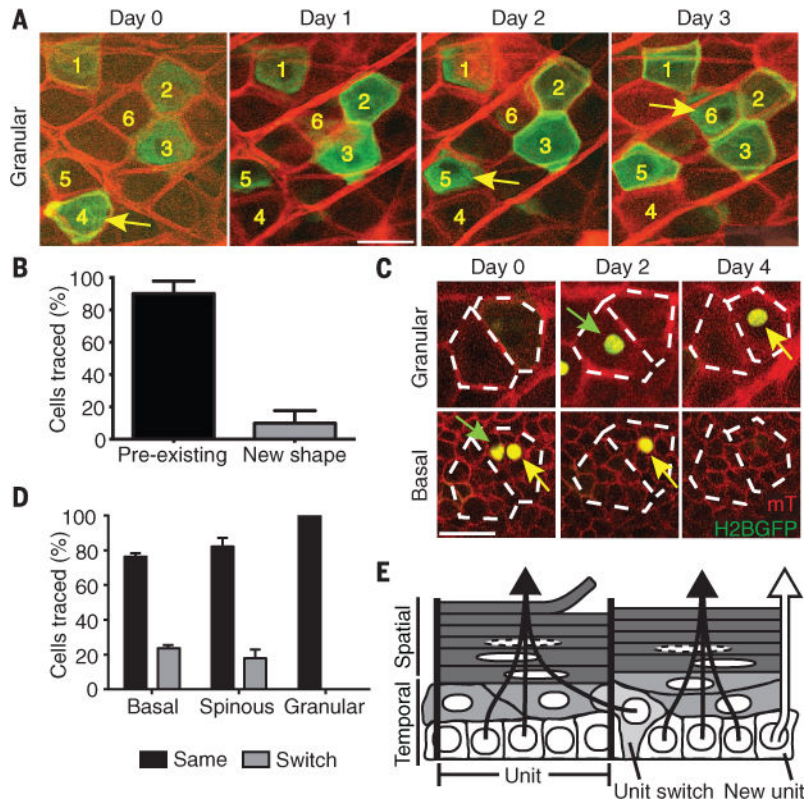 A
Day 0 Day 1 Day 2 Day 3
Granular
1 2 6 3 5 4
1 2 6 3 5 4
1 2 6 3 5 4
1 2 6 3 5 4
B
Cells traced (%)
100
80
60
40
20
0
Pre-existing New shape
C
Day 0 Day 2 Day 4
Granular
Basal
mT
H2BGFP
D
Cells traced (%)
80
60
40
20
0
Basal Spinous Granular
Same Switch
E
Spatial
Temporal
Unit
Unit switch New unit